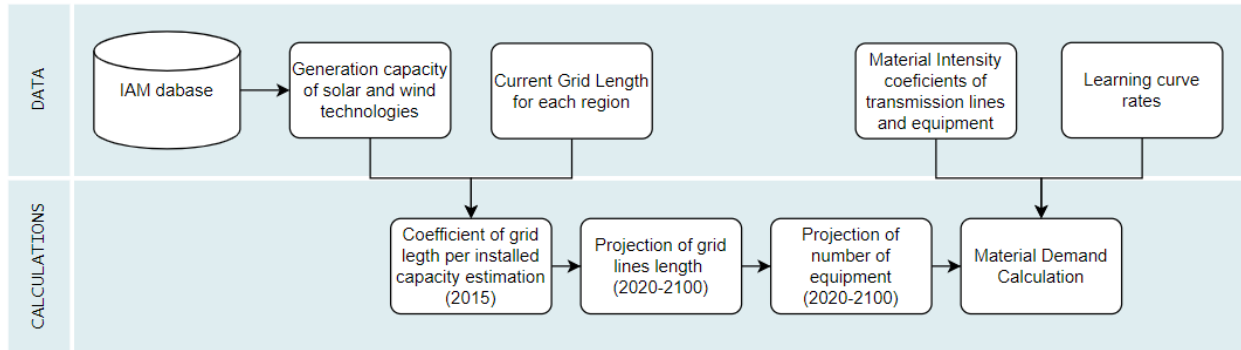 DATA
IAM dabase
Generation capacity
of solar and wind
technologies
Current Grid Length
for each region
Material Intensity
coeficients of
transmission lines
and equipment
Learning curve
rates
CALCULATIONS
Coefficient of grid
legth per installed
capacity estimation
(2015)
Projection of grid
lines length
(2020-2100)
Projection of
number of
equipment
(2020-2100)
Material Demand
Calculation